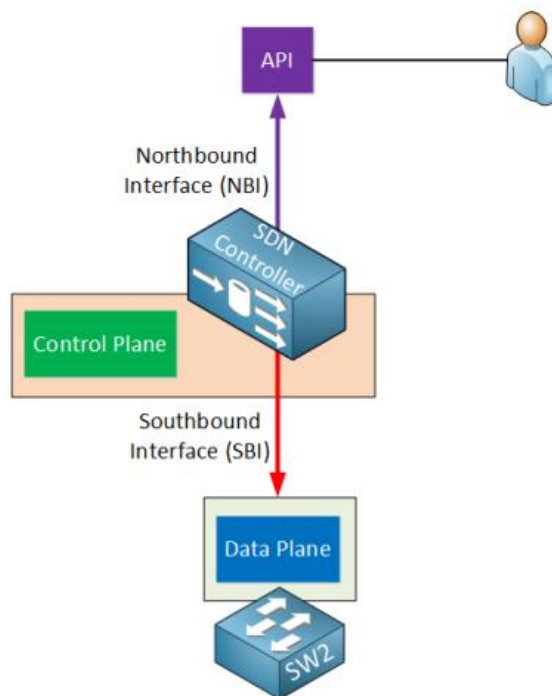 API
Northbound
Interface (NBI)
SDN
Controller
Control Plane
Southbound
Interface (SBI)
Data Plane
SW2